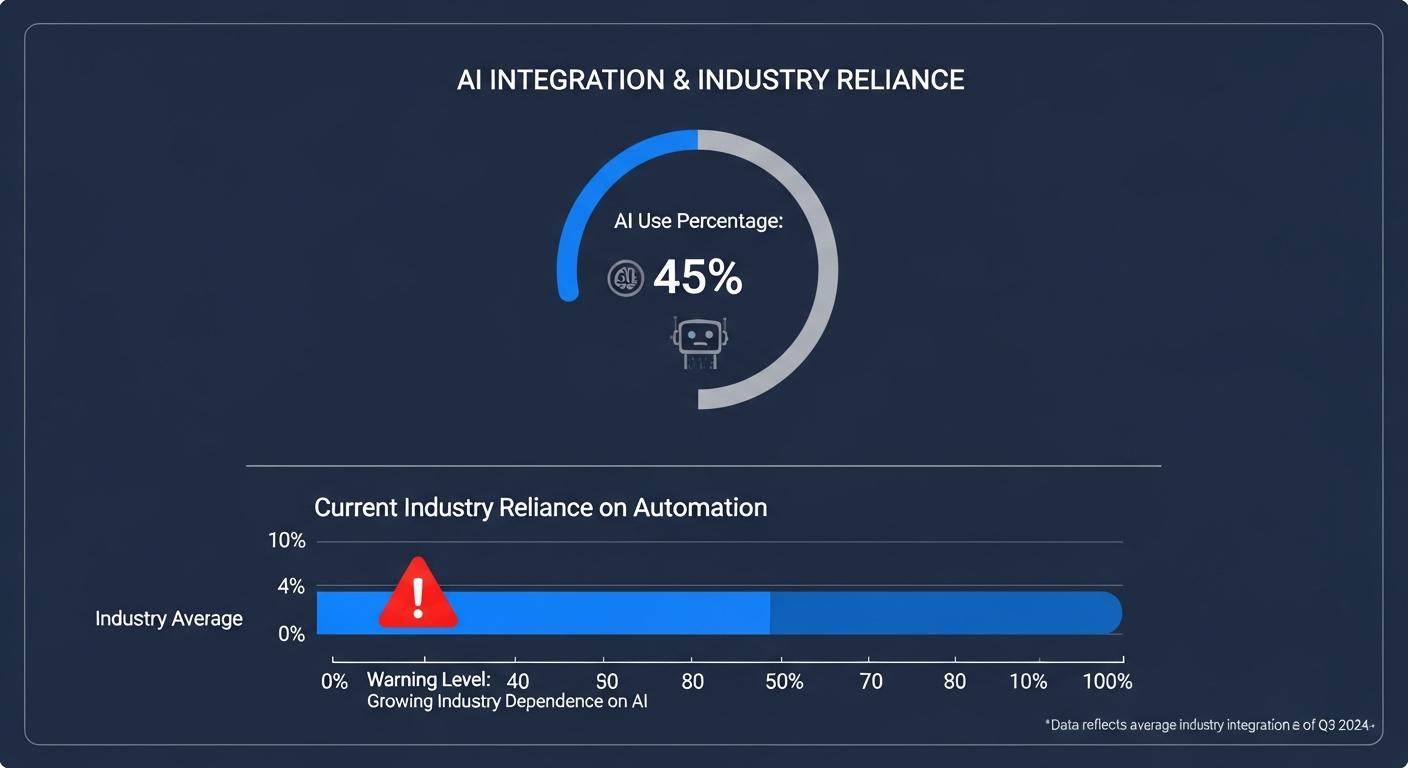 AI INTEGRATION & INDUSTRY RELIANCE
AI Use Percentage:
45%
Current Industry Reliance on Automation
10%
4%
Industry Average
0%
0% Warning Level: 40 50 80 50% 70 80 10% 100%
Growing Industry Dependence on AI
*Data reflects average industry integration e of Q3 2024